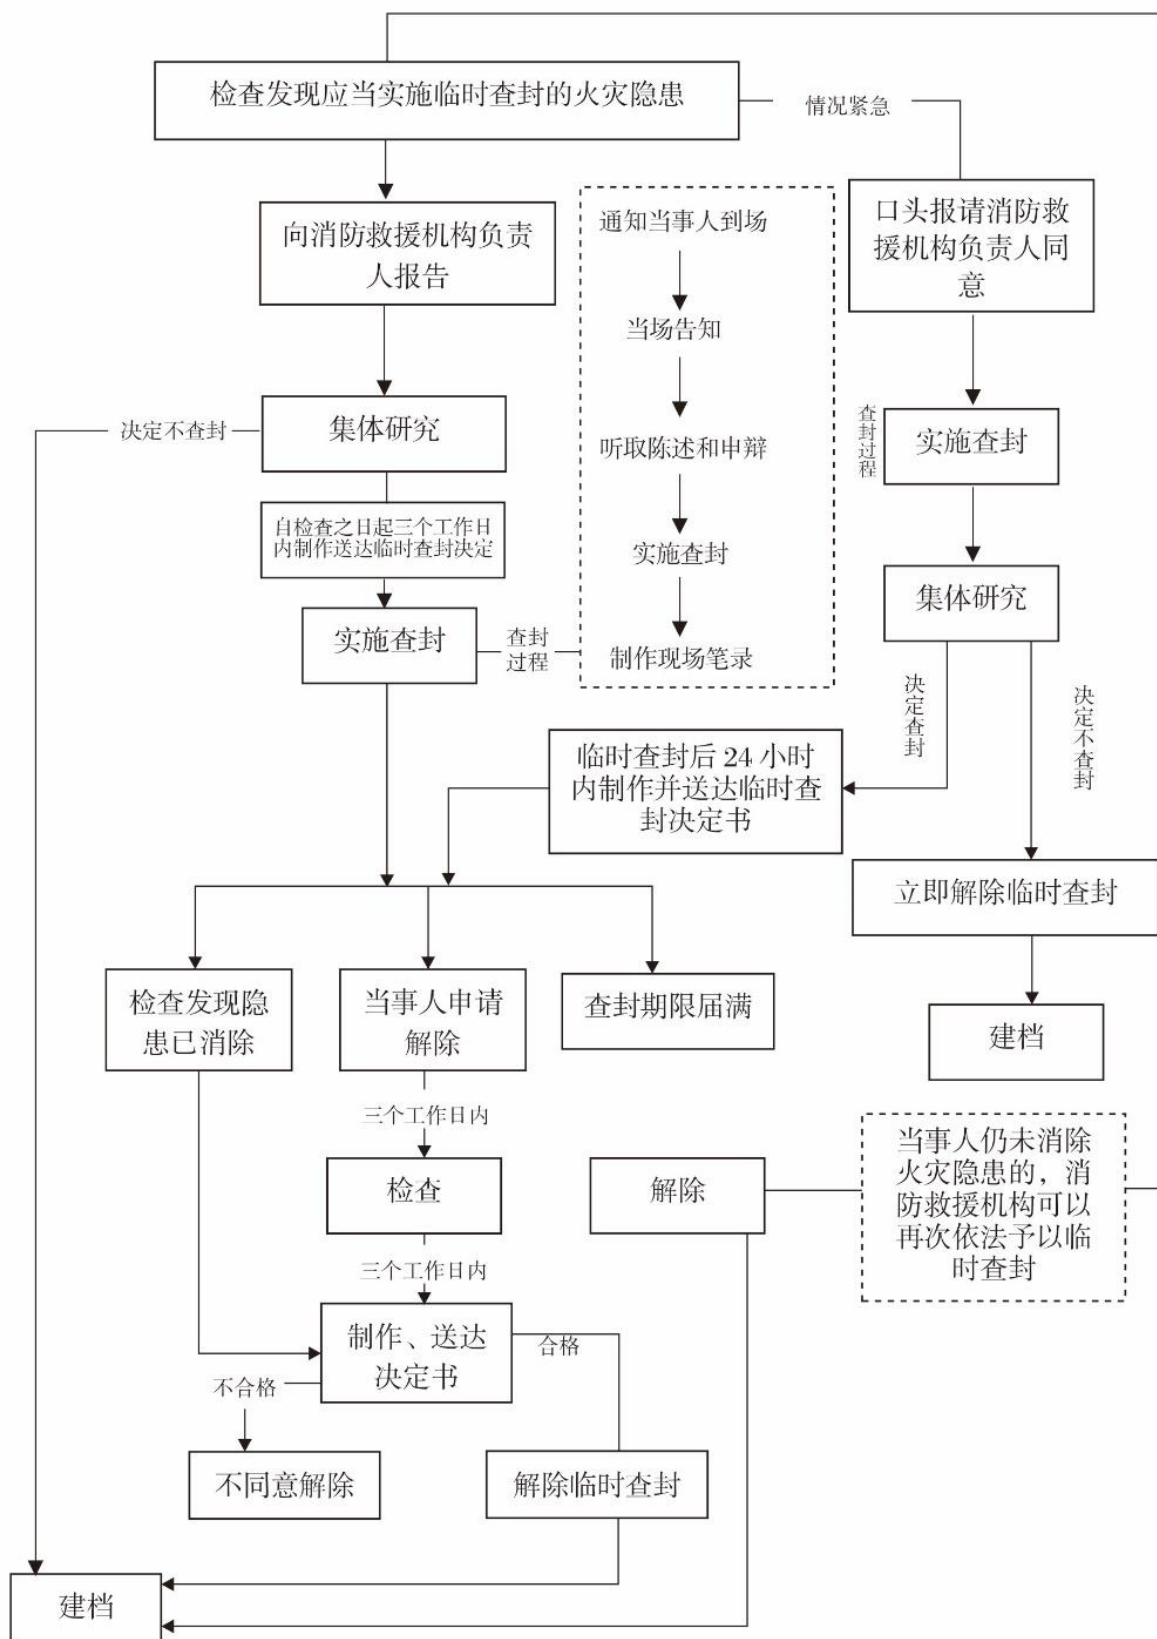 检查发现应当实施临时查封的火灾隐患
情况紧急
向消防救援机构负责
人报告
通知当事人到场
当场告知
听取陈述和申辩
实施查封
制作现场笔录
口头报请消防救
援机构负责人同
意
决定不查封
集体研究
自检查之日起三个工作日
内制作送达临时查封决定
实施查封
查封
过程
查封过程
实施查封
集体研究
决定查封
决定不查封
临时查封后 24 小时
内制作并送达临时查
封决定书
立即解除临时查封
建档
检查发现隐
患已消除
当事人申请
解除
查封期限届满
三个工作日内
检查
三个工作日内
解除
当事人仍未消除
火灾隐患的，消
防救援机构可以
再次依法予以临
时查封
制作、送达
决定书
合格
不合格
不同意解除
解除临时查封
建档